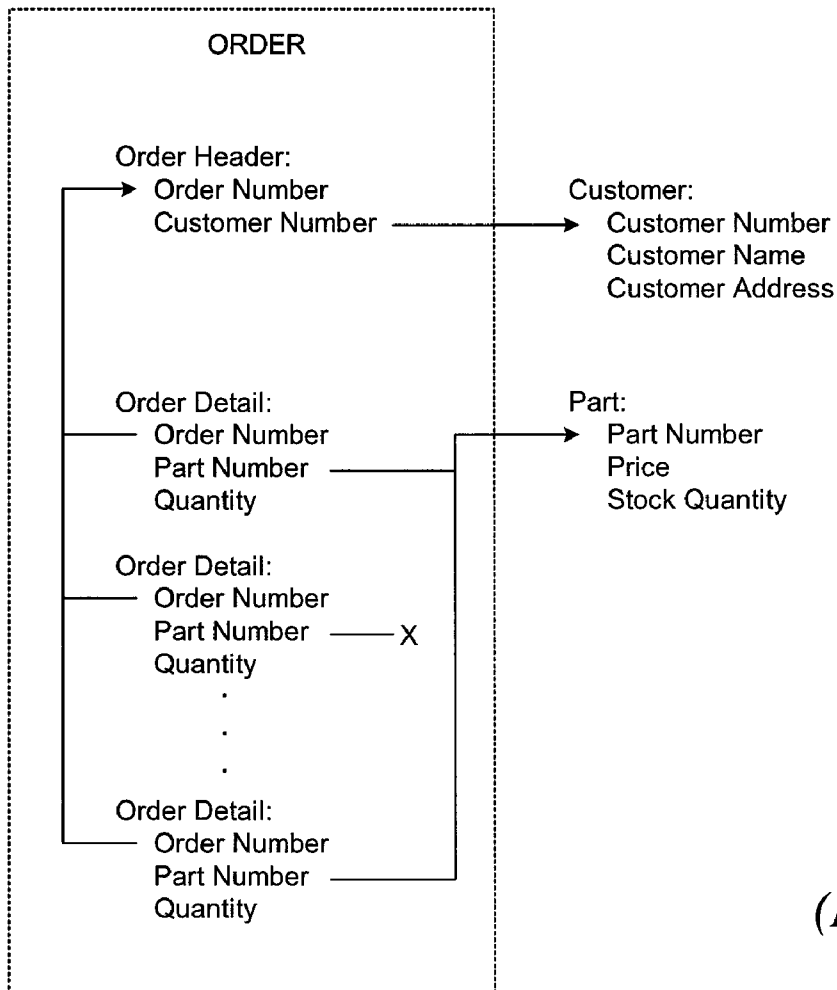 ORDER
Order Header:
Order Number
Customer Number
Customer:
Customer Number
Customer Name
Customer Address
Order Detail:
Order Number
Part Number
Quantity
Part:
Part Number
Price
Stock Quantity
Order Detail:
Order Number
Part Number
X
Quantity
Order Detail:
Order Number
Part Number
Quantity